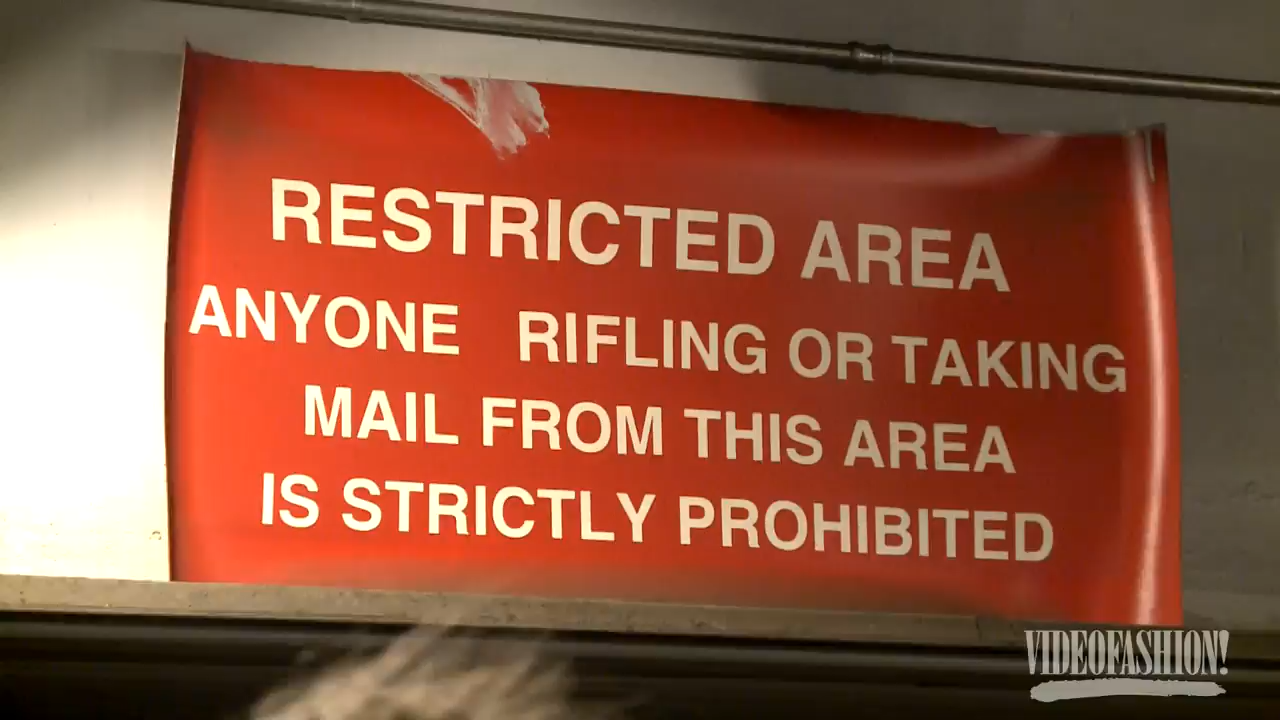 RESTRICTED AREA
ANYONE RIFLING OR TAKING
MAIL FROM THIS AREA
IS STRICTLY PROHIBITED
VIDEOFASHION!